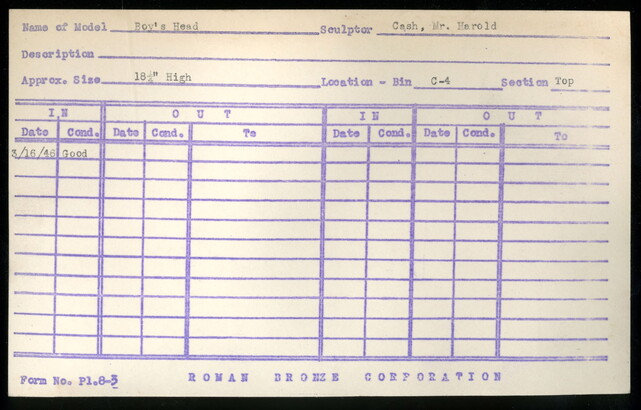 Name of Model Boy's Head Sculptor Cash, Mr. Harold
Description
Approx. Size 18½" High Location - Bin C-4 Section Top
IN OUT IN OUT
Date Cond. Date Cond. To Date Cond. Date Cond. To
3/16/46 Good
Form No. Pl.8-3 ROMAN BRONZE CORPORATION